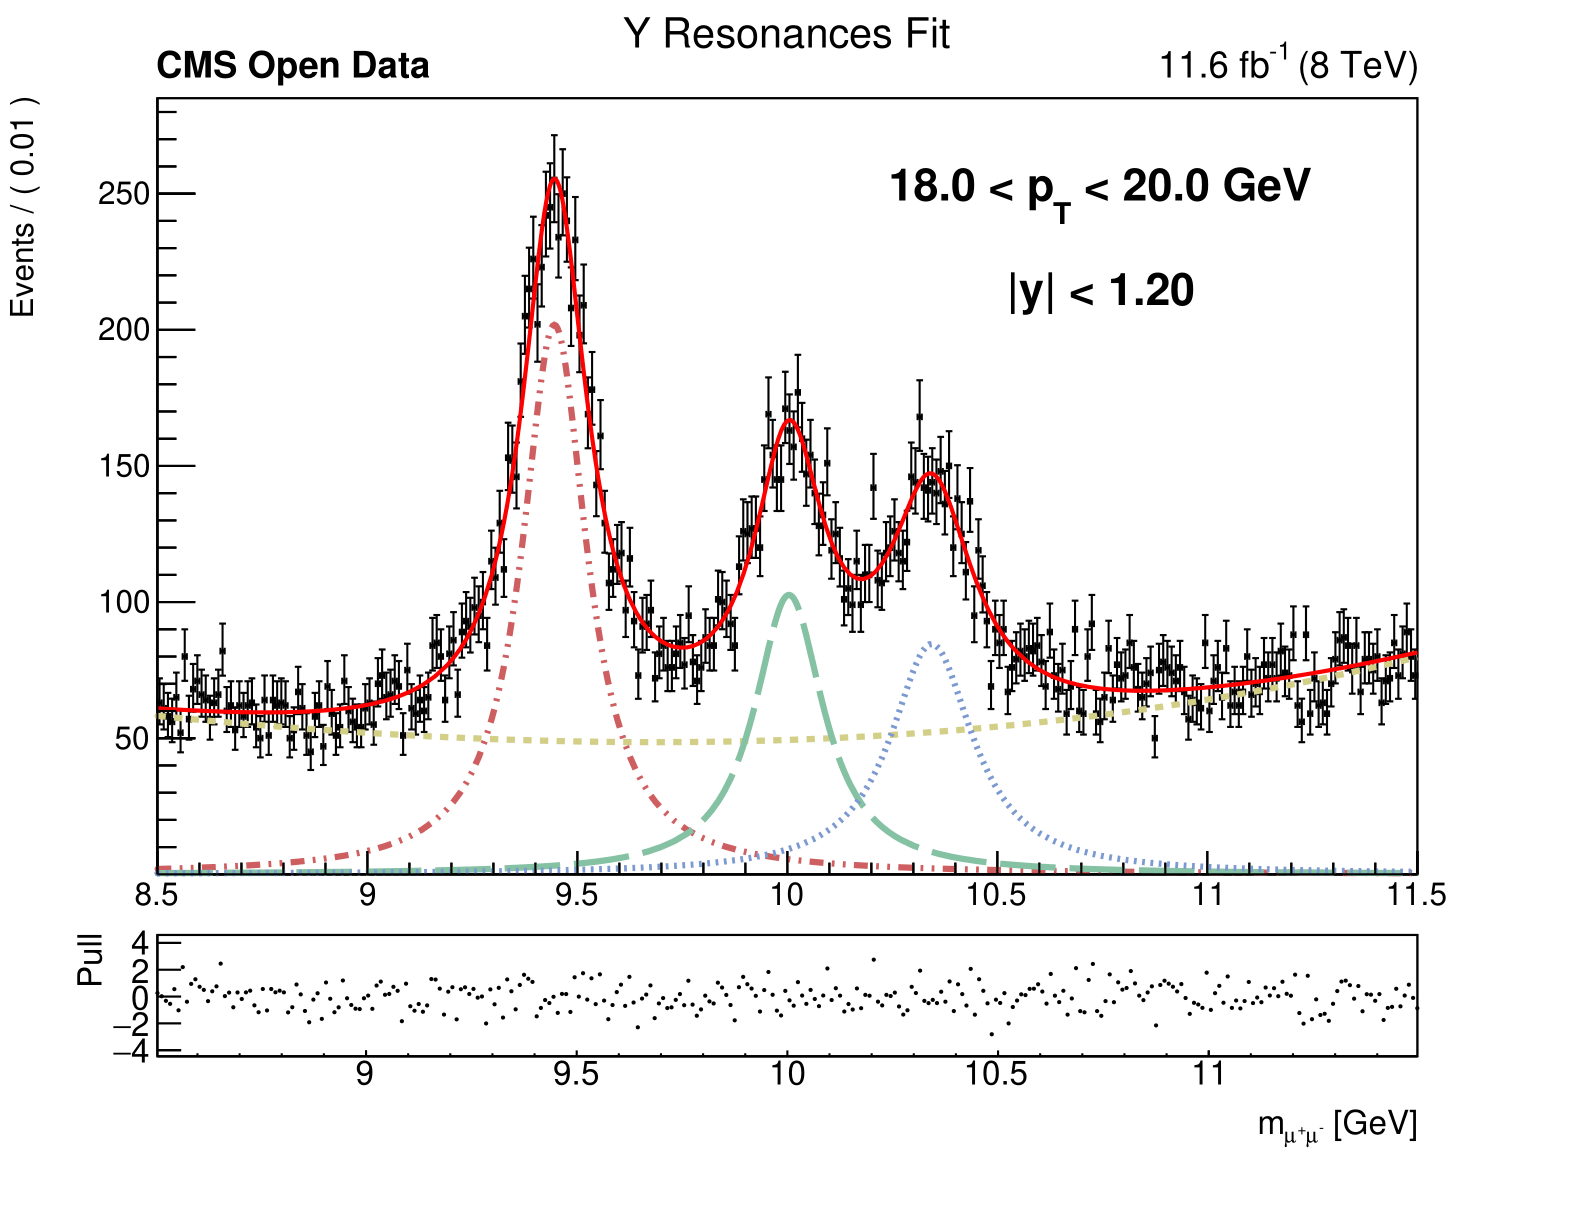 Y Resonances Fit
CMS Open Data
11.6 fb-1 (8 TeV)
Events / ( 0.01 )
18.0 < pT < 20.0 GeV
|y| < 1.20
250
200
150
100
50
8.5 9 9.5 10 10.5 11 11.5
Pull
4
2
0
−2
−4
9 9.5 10 10.5 11
mμ+μ- [GeV]